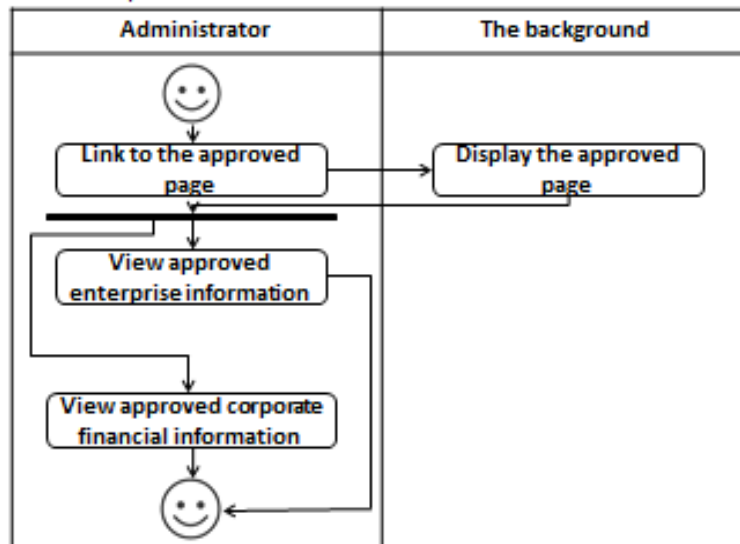 Administrator
The background
Link to the approved
page
Display the approved
page
View approved
enterprise information
View approved corporate
financial information